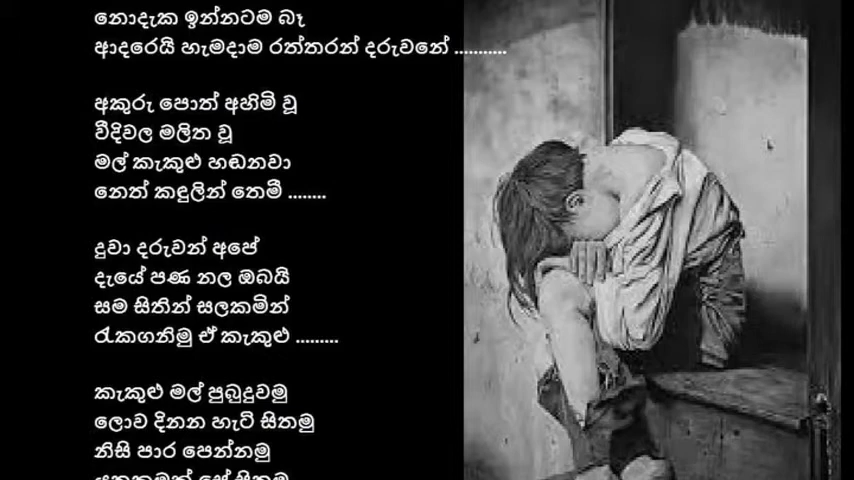 නොදැක ඉන්නටම බෑ
ආදරෙයි හැමදාම රත්තරන් දරුවනේ ...........
අකුරු පොත් අහිමි වූ
වීදිවල මලිත වූ
මල් කැකුළු හඬනවා
නෙත් කඳුලින් තෙමී ........
දූවා දරුවන් අපේ
දැයේ පණ නල ඔබයි
සම සිතින් සලකමින්
රැකගනිමු ඒ කැකුළු .........
කැකුළු මල් පුබුදුවමු
ලොව දිනන හැටි සිතමු
නිසි පාර පෙන්නමු